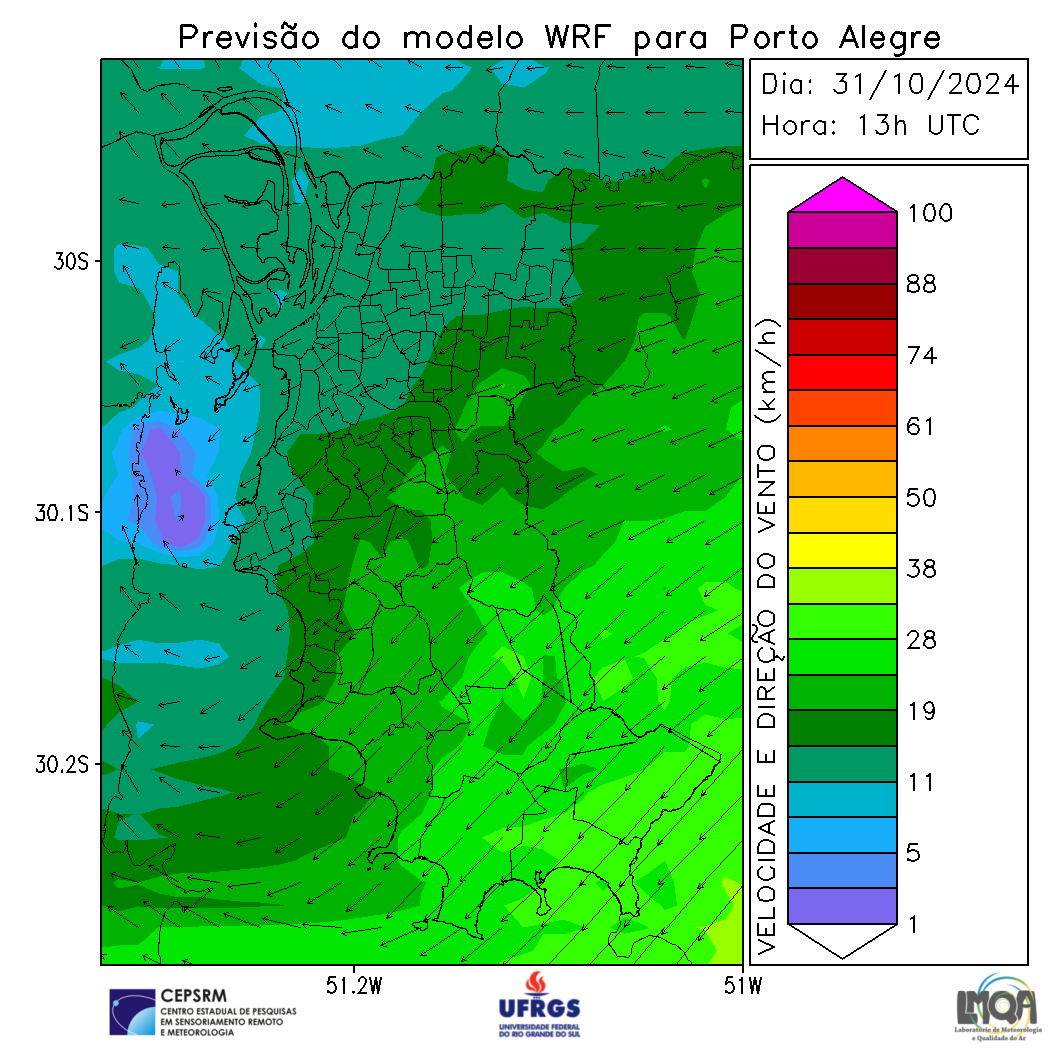 Previsão do modelo WRF para Porto Alegre
Dia: 31/10/2024
Hora: 13h UTC
30S
30.1S
30.2S
51.2W
51W
VELOCIDADE E DIREÇÃO DO VENTO (km/h)
100
88
74
61
50
38
28
19
11
5
1
CEPSRM
CENTRO ESTADUAL DE PESQUISAS
EM SENSORIAMENTO REMOTO
E METEOROLOGIA
UFRGS
UNIVERSIDADE FEDERAL
DO RIO GRANDE DO SUL
LMQA
Laboratório de Meteorologia
e Qualidade do Ar